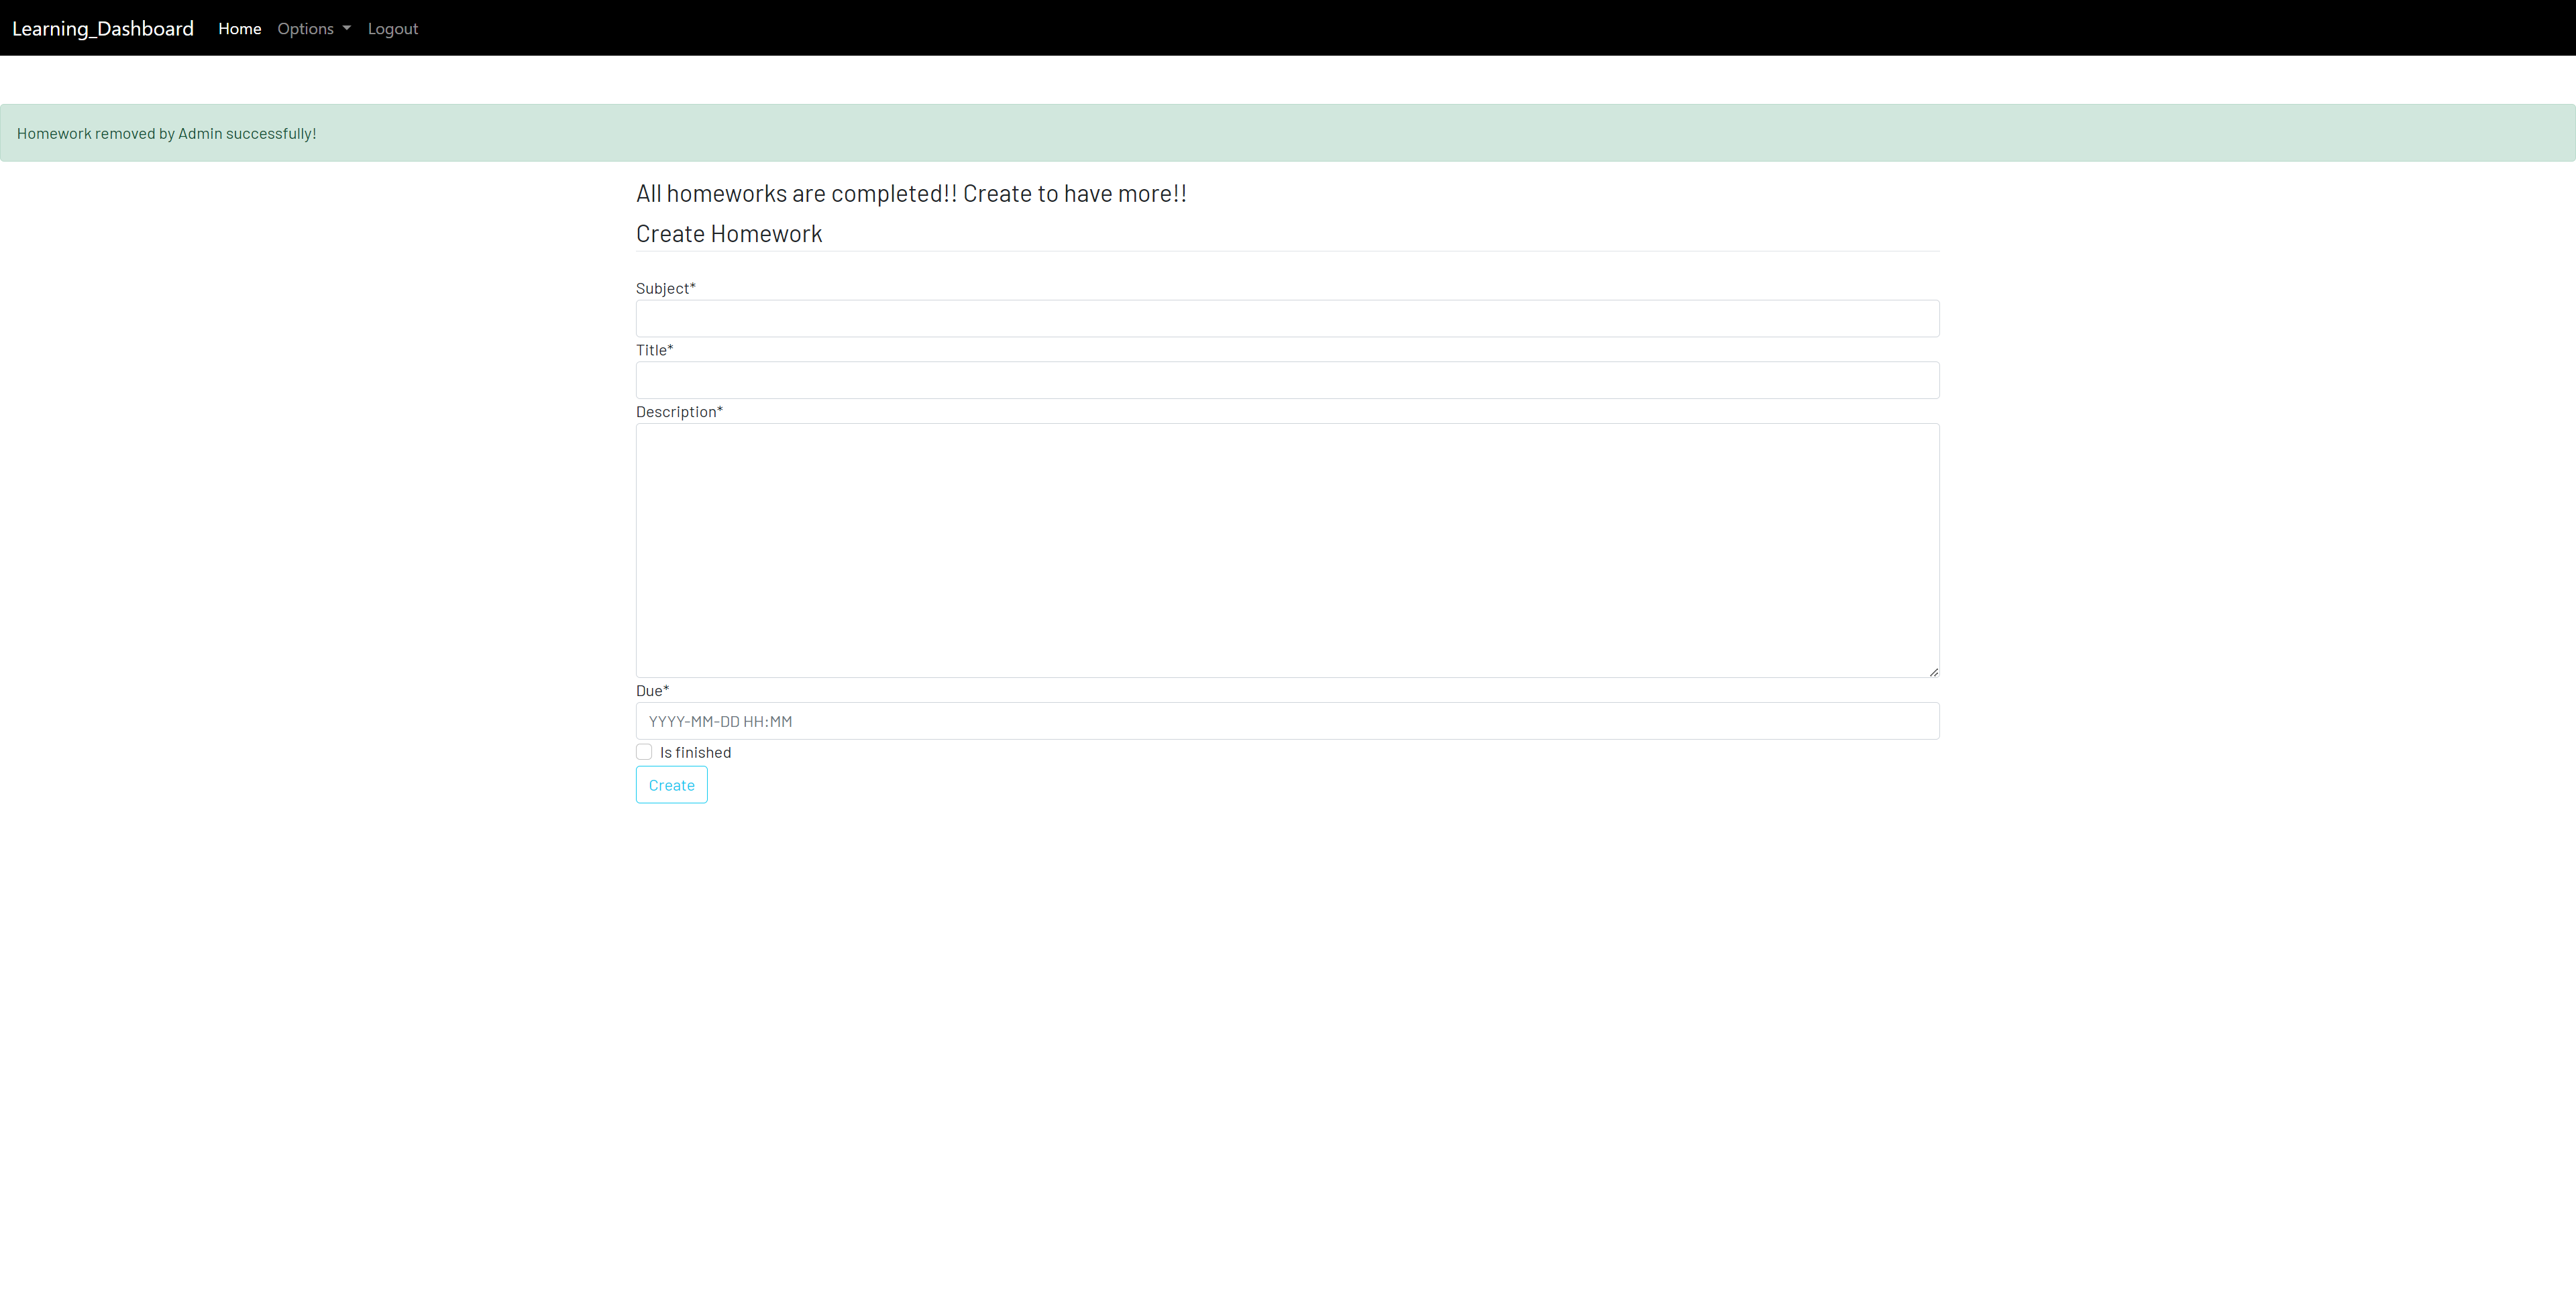 Learning_Dashboard Home Options Logout
Homework removed by Admin successfully!
All homeworks are completed!! Create to have more!!
Create Homework
Subject*
Title*
Description*
Due*
YYYY-MM-DD HH:MM
Is finished
Create